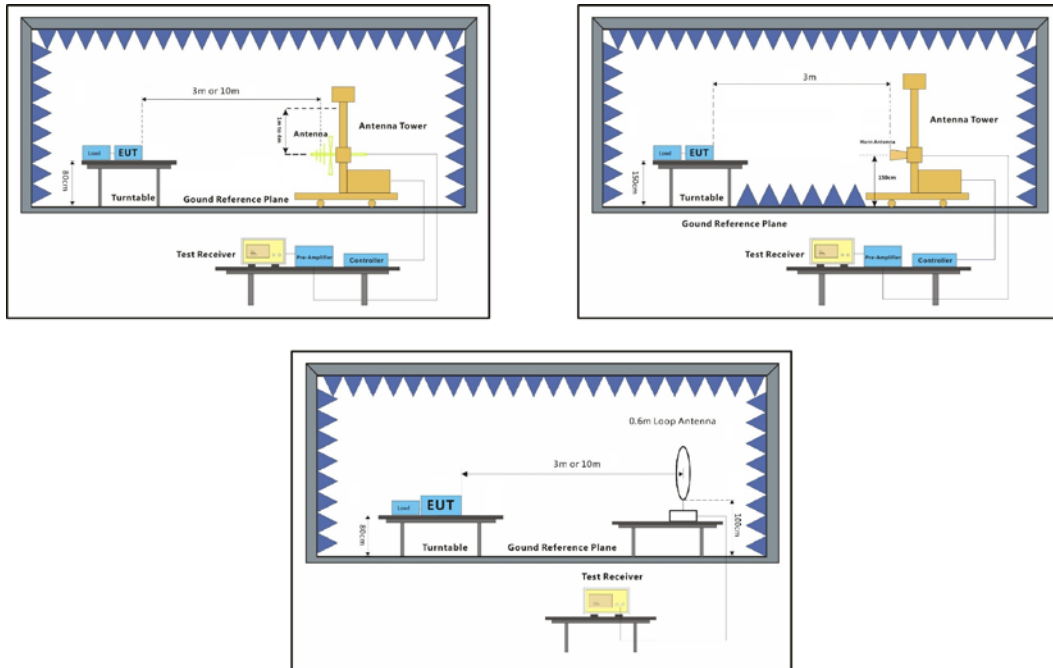 3m or 10m
1m to 4m
Antenna
Antenna Tower
Load
EUT
80cm
Turntable
Gound Reference Plane
Test Receiver
Pre-Amplifier
Controller
3m
Antenna Tower
Horn Antenna
Load
EUT
150cm
150cm
Turntable
Gound Reference Plane
Test Receiver
Pre-Amplifier
Controller
0.6m Loop Antenna
3m or 10m
Load
EUT
80cm
100cm
Turntable
Gound Reference Plane
Test Receiver